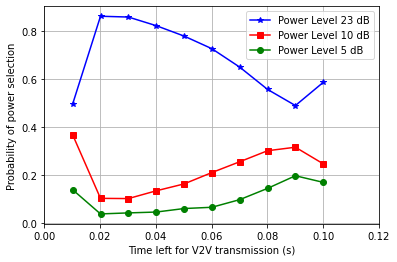 Power Level 23 dB
Power Level 10 dB
Power Level 5 dB
Probability of power selection
0.8
0.6
0.4
0.2
0.0
0.00 0.02 0.04 0.06 0.08 0.10 0.12
Time left for V2V transmission (s)